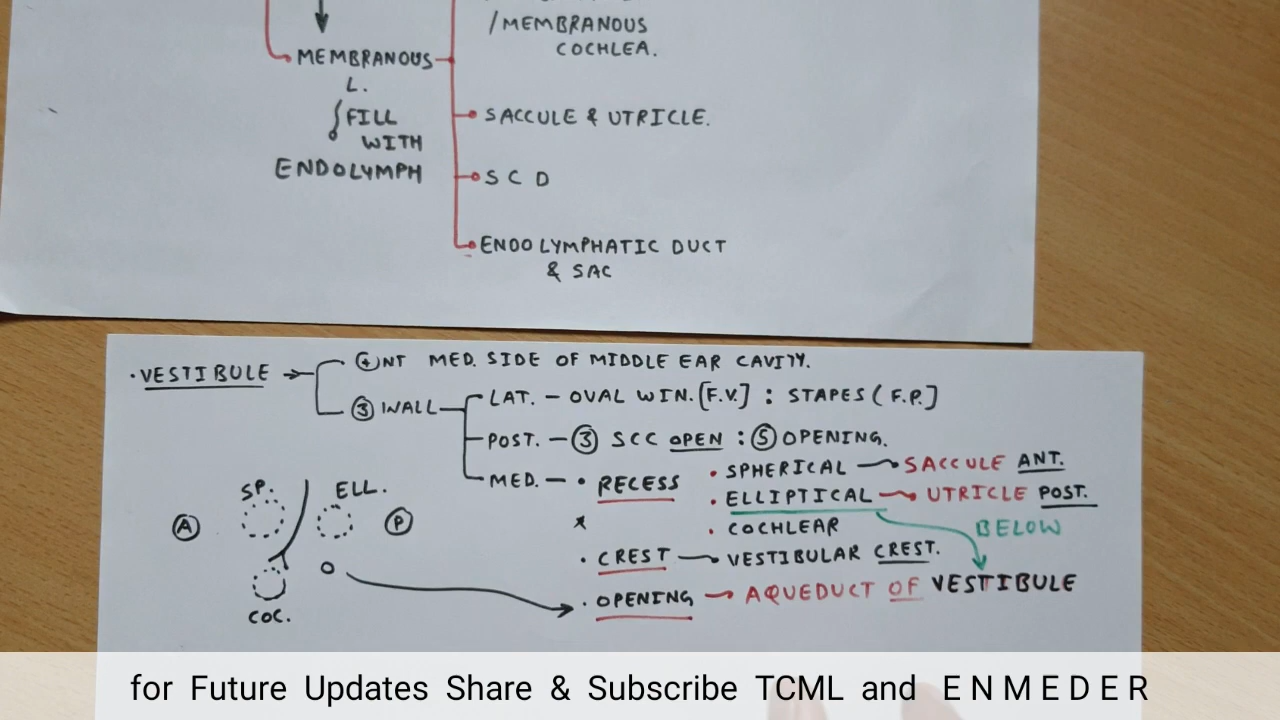 /MEMBRANOUS
COCHLEA.
MEMBRANOUS
L.
FILL
WITH
ENDOLYMPH
SACCULE & UTRICLE.
S C D
ENDOLYMPHATIC DUCT
& SAC
·VESTIBULE
NT MED. SIDE OF MIDDLE EAR CAVITY.
③ WALL
LAT. - OVAL WIN. [F.V.] : STAPES (F.P.)
POST. - ③ SCC OPEN : ⑤ OPENING.
MED. - · RECESS
· SPHERICAL SACCULE ANT.
· ELLIPTICAL UTRICLE POST.
· COCHLEAR
BELOW
· CREST VESTIBULAR CREST.
· OPENING AQUEDUCT OF VESTIBULE
SP. ELL.
Ⓐ Ⓟ
COC.
for Future Updates Share & Subscribe TCML and E N M E D E R